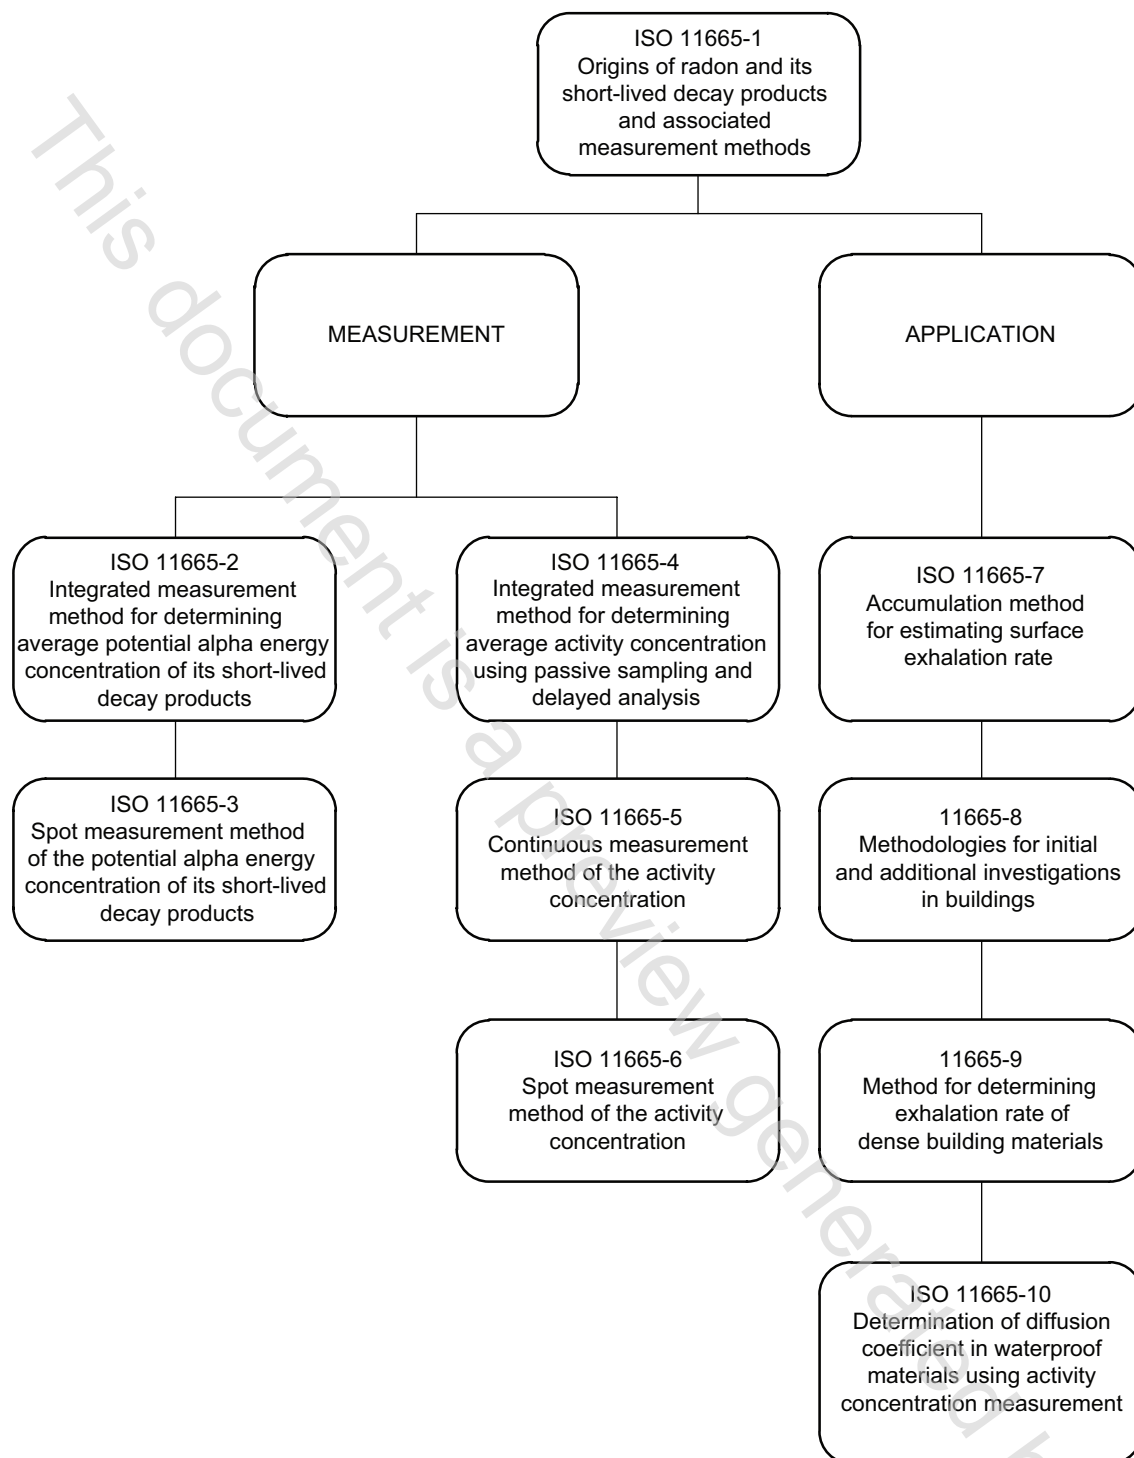 ISO 11665-1
Origins of radon and its
short-lived decay products
and associated
measurement methods
MEASUREMENT
APPLICATION
ISO 11665-2
Integrated measurement
method for determining
average potential alpha energy
concentration of its short-lived
decay products
ISO 11665-4
Integrated measurement
method for determining
average activity concentration
using passive sampling and
delayed analysis
ISO 11665-7
Accumulation method
for estimating surface
exhalation rate
ISO 11665-3
Spot measurement method
of the potential alpha energy
concentration of its short-lived
decay products
ISO 11665-5
Continuous measurement
method of the activity
concentration
11665-8
Methodologies for initial
and additional investigations
in buildings
ISO 11665-6
Spot measurement
method of the activity
concentration
11665-9
Method for determining
exhalation rate of
dense building materials
ISO 11665-10
Determination of diffusion
coefficient in waterproof
materials using activity
concentration measurement
This document is a preview generated b